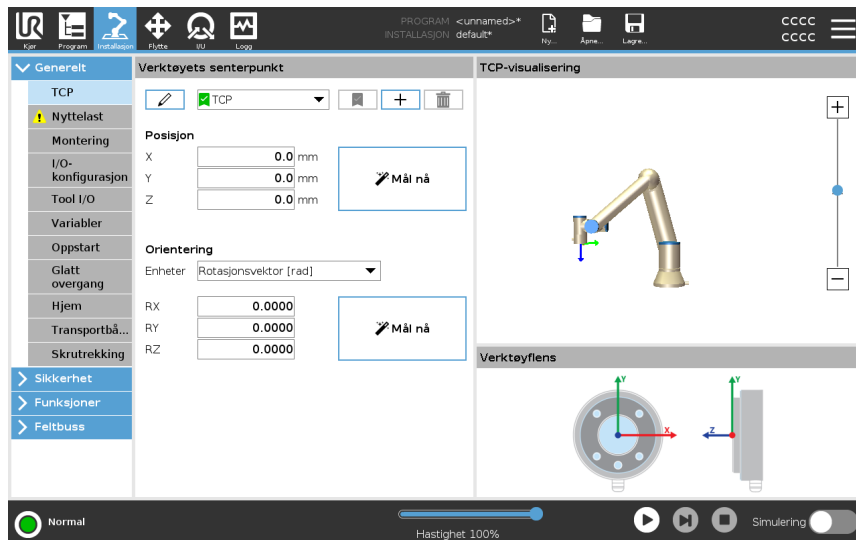 UR
PROGRAM <unnamed>*
INSTALLASJON default*
Kjør
Program
Installasjon
Flytte
I/U
Logg
Ny...
Åpne...
Lagre...
CCCC
CCCC
Generelt
TCP
Nyttelast
Montering
I/O-
konfigurasjon
Tool I/O
Variabler
Oppstart
Glatt
overgang
Hjem
Transportbå...
Skrutrekking
Sikkerhet
Funksjoner
Feltbuss
Verktøyets senterpunkt
TCP
Posisjon
X 0.0 mm
Y 0.0 mm
Z 0.0 mm
Mål nå
Orientering
Enheter Rotasjonsvektor [rad]
RX 0.0000
RY 0.0000
RZ 0.0000
Mål nå
TCP-visualisering
Verktøyflens
Y
X
Y
Z
Normal
Hastighet 100%
Simulering